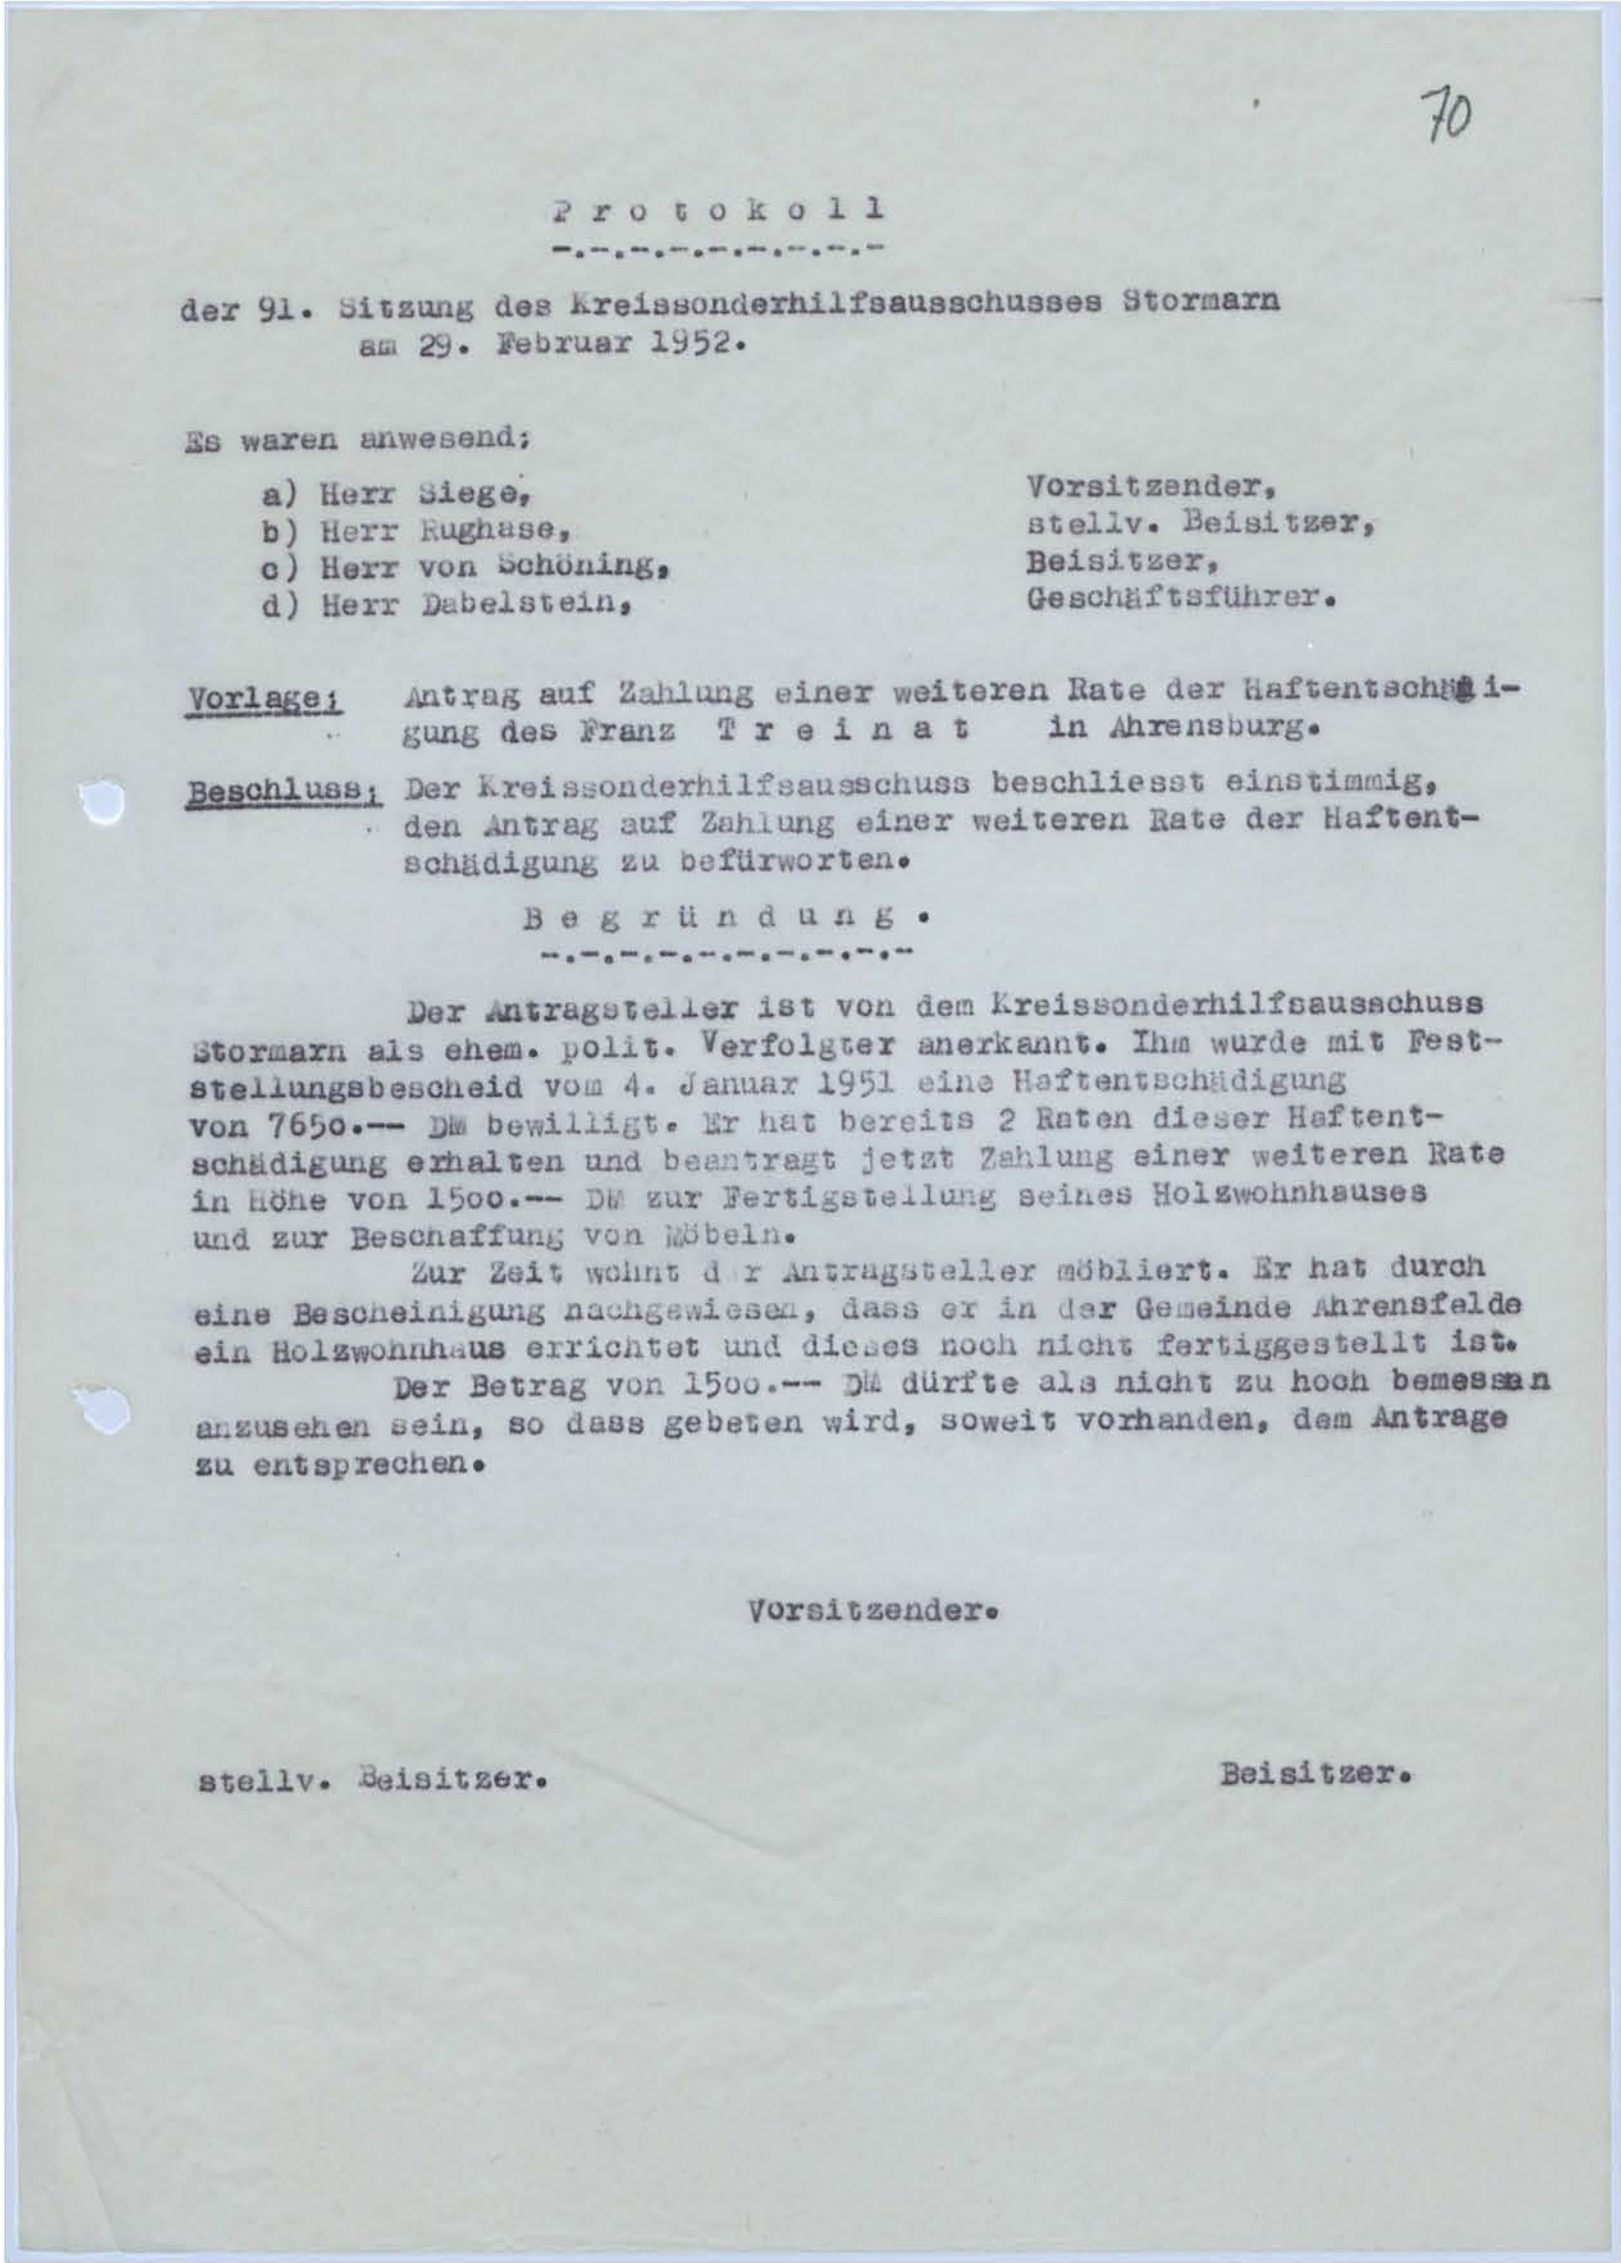 70
P r o t o k o l l
-.-.-.-.-.-.-.-.-
der 91. Sitzung des Kreissonderhilfsausschusses Stormarn
am 29. Februar 1952.
Es waren anwesend:
a) Herr Siege, Vorsitzender,
b) Herr Rughase, stellv. Beisitzer,
c) Herr von Schöning, Beisitzer,
d) Herr Dabelstein, Geschäftsführer.
Vorlage: Antrag auf Zahlung einer weiteren Rate der Haftentschädi-
gung des Franz T r e i n a t in Ahrensburg.
Beschluss: Der Kreissonderhilfsausschuss beschliesst einstimmig,
den Antrag auf Zahlung einer weiteren Rate der Haftent-
schädigung zu befürworten.
B e g r ü n d u n g .
-.-.-.-.-.-.-.-.-.-
Der Antragsteller ist von dem Kreissonderhilfsausschuss
Stormarn als ehem. polit. Verfolgter anerkannt. Ihm wurde mit Fest-
stellungsbescheid vom 4. Januar 1951 eine Haftentschädigung
von 7650.-- DM bewilligt. Er hat bereits 2 Raten dieser Haftent-
schädigung erhalten und beantragt jetzt Zahlung einer weiteren Rate
in Höhe von 1500.-- DM zur Fertigstellung seines Holzwohnhauses
und zur Beschaffung von Möbeln.
Zur Zeit wohnt d r Antragsteller möbliert. Er hat durch
eine Bescheinigung nachgewiesen, dass er in der Gemeinde Ahrensfelde
ein Holzwohnhaus errichtet und dieses noch nicht fertiggestellt ist.
Der Betrag von 1500.-- DM dürfte als nicht zu hoch bemessen
anzusehen sein, so dass gebeten wird, soweit vorhanden, dem Antrage
zu entsprechen.
Vorsitzender.
stellv. Beisitzer. Beisitzer.